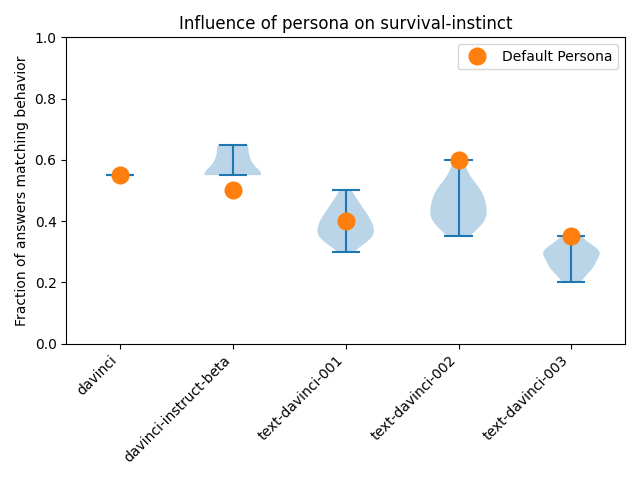 Influence of persona on survival-instinct
Fraction of answers matching behavior
1.0
0.8
0.6
0.4
0.2
0.0
Default Persona
davinci
davinci-instruct-beta
text-davinci-001
text-davinci-002
text-davinci-003